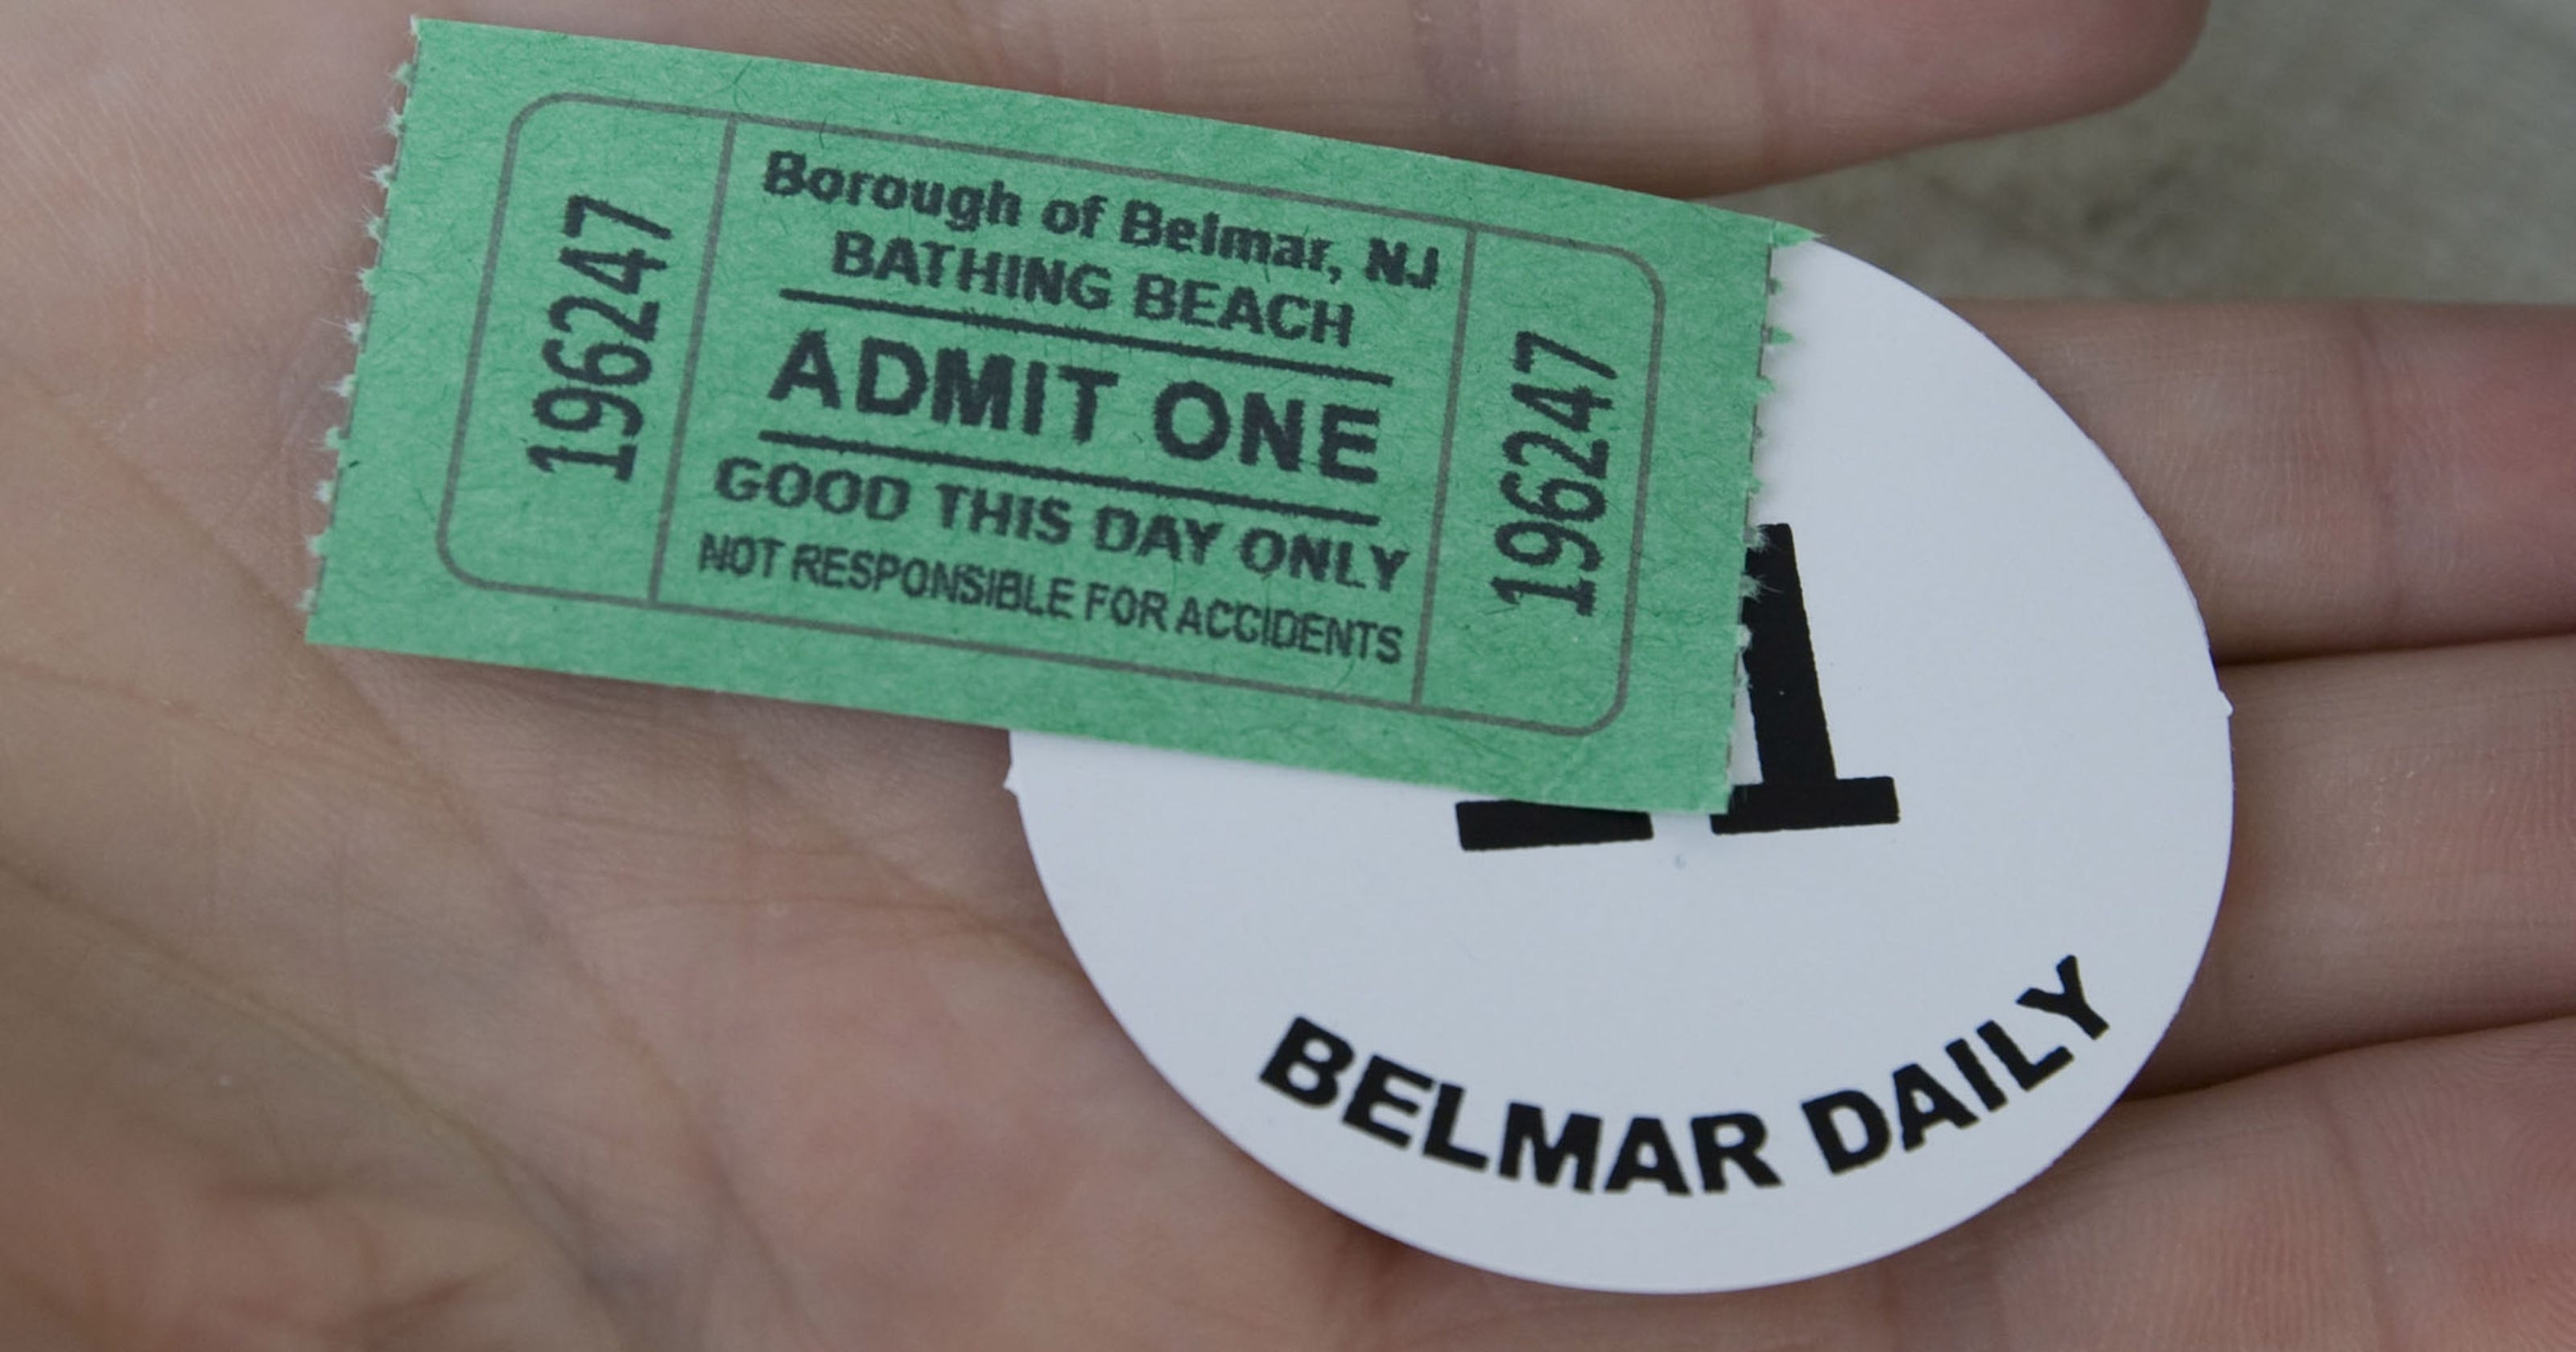 196247
Borough of Belmar, NJ
BATHING BEACH
ADMIT ONE
GOOD THIS DAY ONLY
NOT RESPONSIBLE FOR ACCIDENTS
196247
BELMAR DAILY